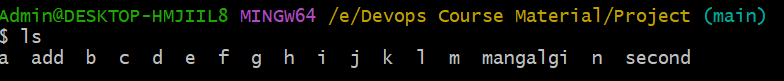 Admin@DESKTOP-HMJIIL8 MINGW64 /e/Devops Course Material/Project (main)
$ ls
a  add  b  c  d  e  f  g  h  i  j  k  l  m  mangalgi  n  second